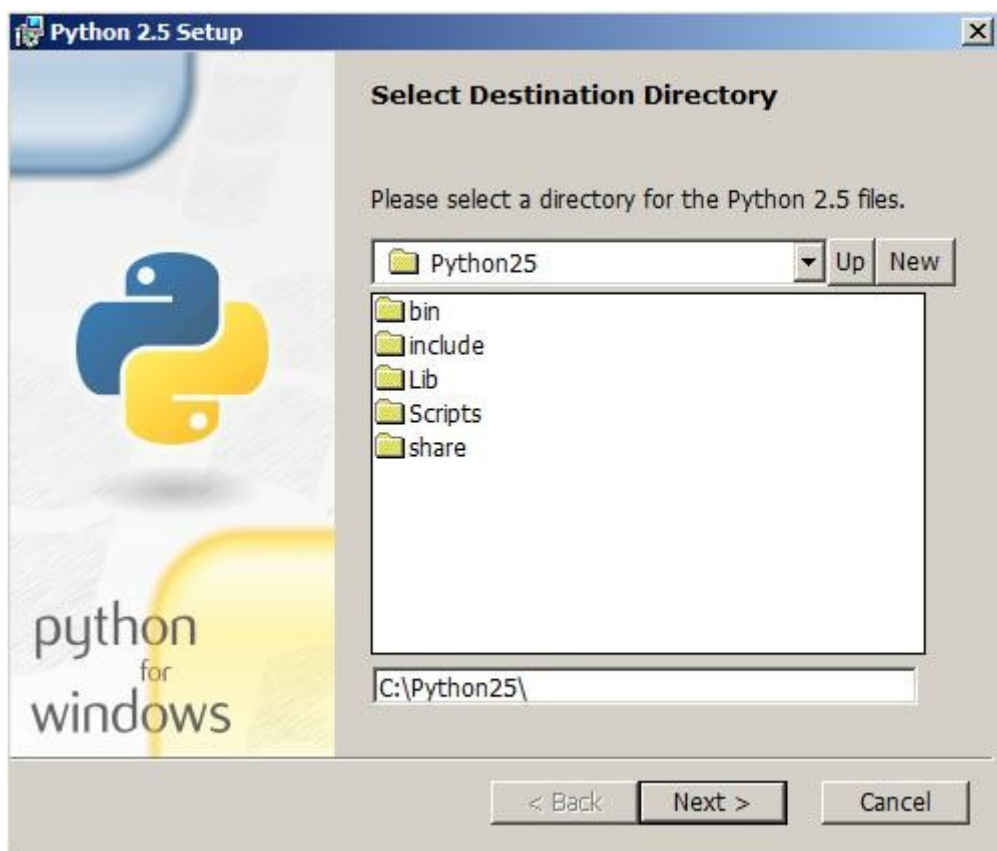 Python 2.5 Setup
Select Destination Directory
Please select a directory for the Python 2.5 files.
Python25
Up
New
bin
include
Lib
Scripts
share
C:\Python25\
python
for
windows
< Back
Next >
Cancel